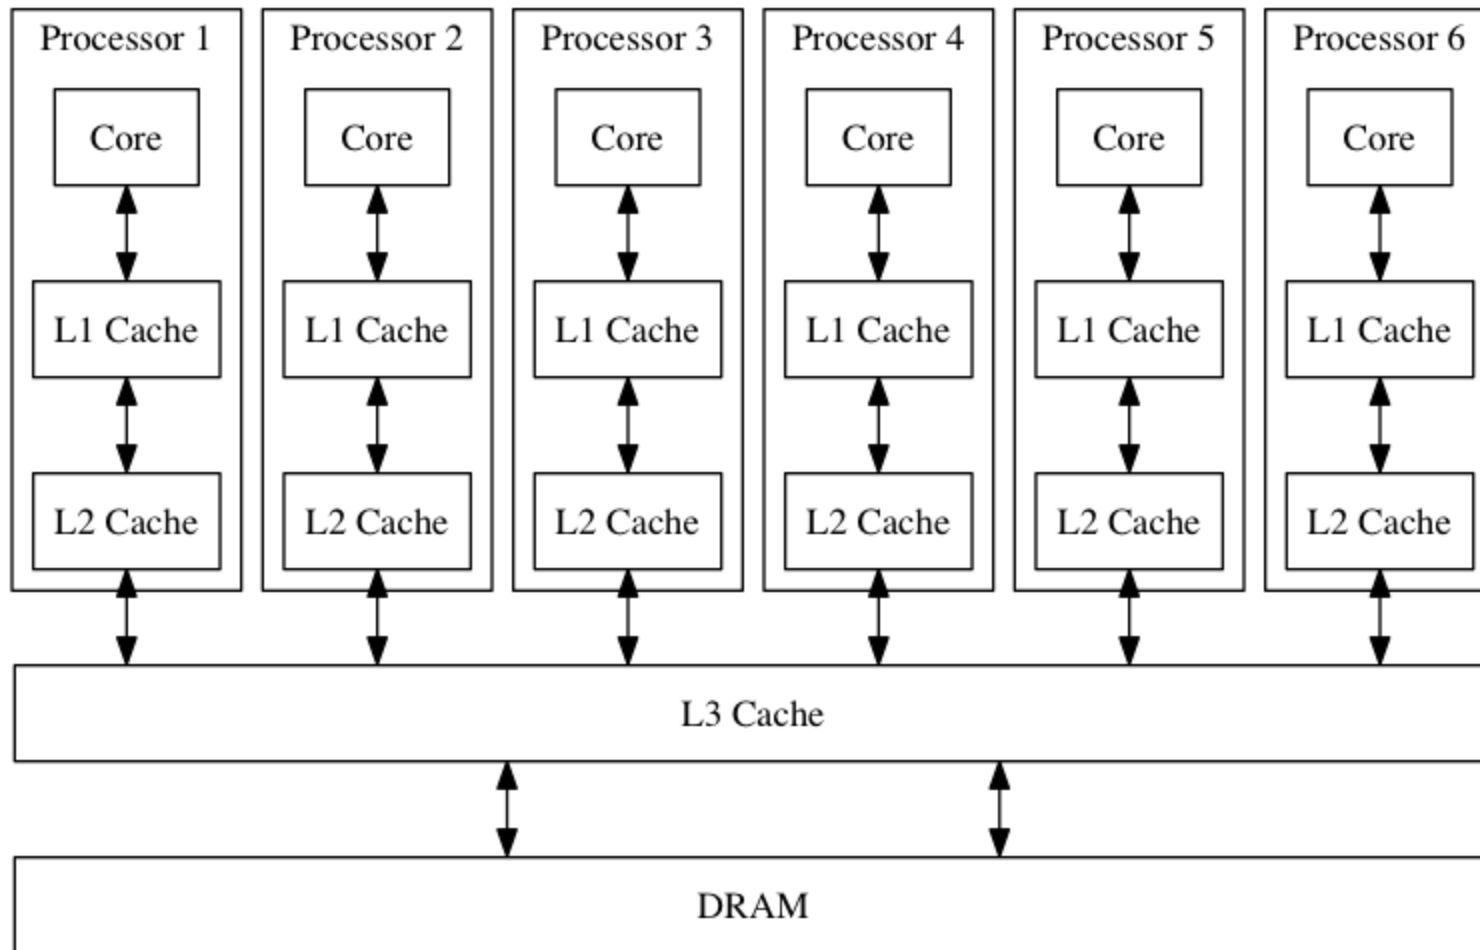 Processor 1 Processor 2 Processor 3 Processor 4 Processor 5 Processor 6
Core Core Core Core Core Core
L1 Cache L1 Cache L1 Cache L1 Cache L1 Cache L1 Cache
L2 Cache L2 Cache L2 Cache L2 Cache L2 Cache L2 Cache
L3 Cache
DRAM